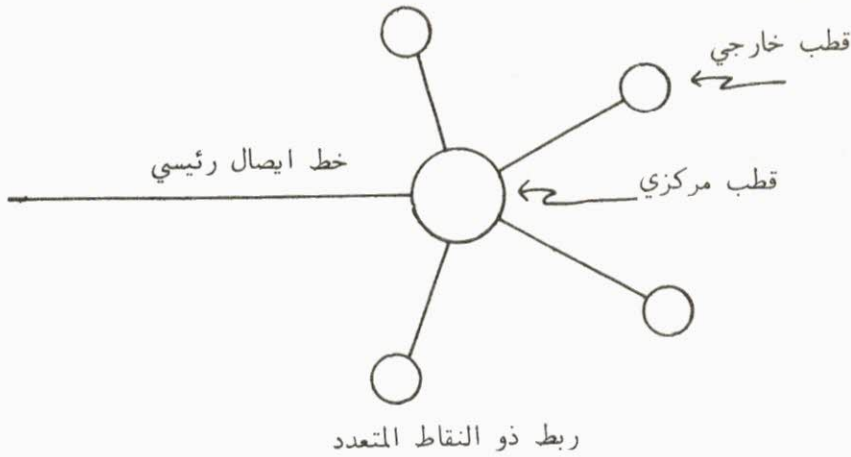 قطب خارجي
خط ايصال رئيسي
قطب مركزي
ربط ذو النقاط المتعدد